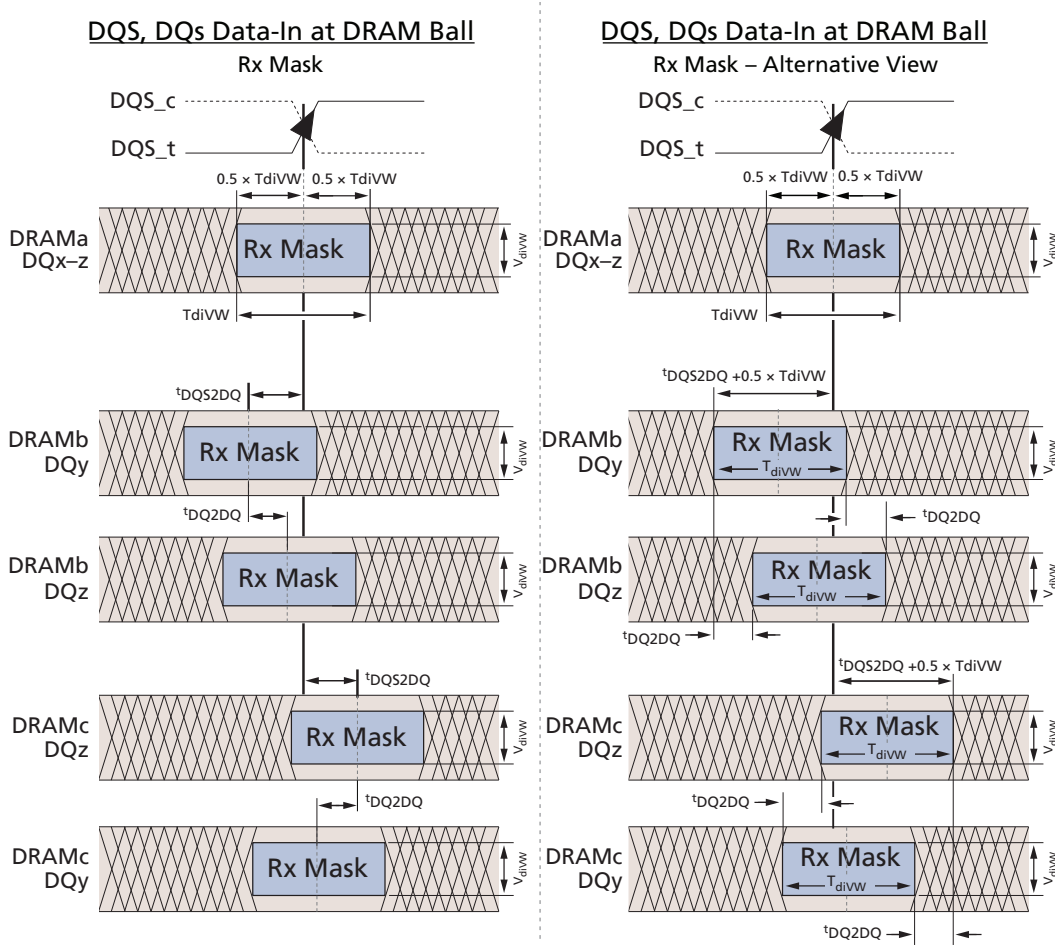 DQS, DQs Data-In at DRAM Ball
Rx Mask
DQS_c
DQS_t
0.5 × TdiVW
0.5 × TdiVW
DRAMa
DQx–z
Rx Mask
VdiVW
TdiVW
tDQS2DQ
DRAMb
DQy
Rx Mask
VdiVW
tDQ2DQ
DRAMb
DQz
Rx Mask
VdiVW
tDQS2DQ
DRAMc
DQz
Rx Mask
VdiVW
tDQ2DQ
DRAMc
DQy
Rx Mask
VdiVW
DQS, DQs Data-In at DRAM Ball
Rx Mask – Alternative View
DQS_c
DQS_t
0.5 × TdiVW
0.5 × TdiVW
DRAMa
DQx–z
Rx Mask
VdiVW
TdiVW
tDQS2DQ +0.5 × TdiVW
DRAMb
DQy
Rx Mask
TdiVW
VdiVW
tDQ2DQ
DRAMb
DQz
Rx Mask
TdiVW
VdiVW
tDQ2DQ
tDQS2DQ +0.5 × TdiVW
DRAMc
DQz
Rx Mask
TdiVW
VdiVW
tDQ2DQ
DRAMc
DQy
Rx Mask
TdiVW
VdiVW
tDQ2DQ